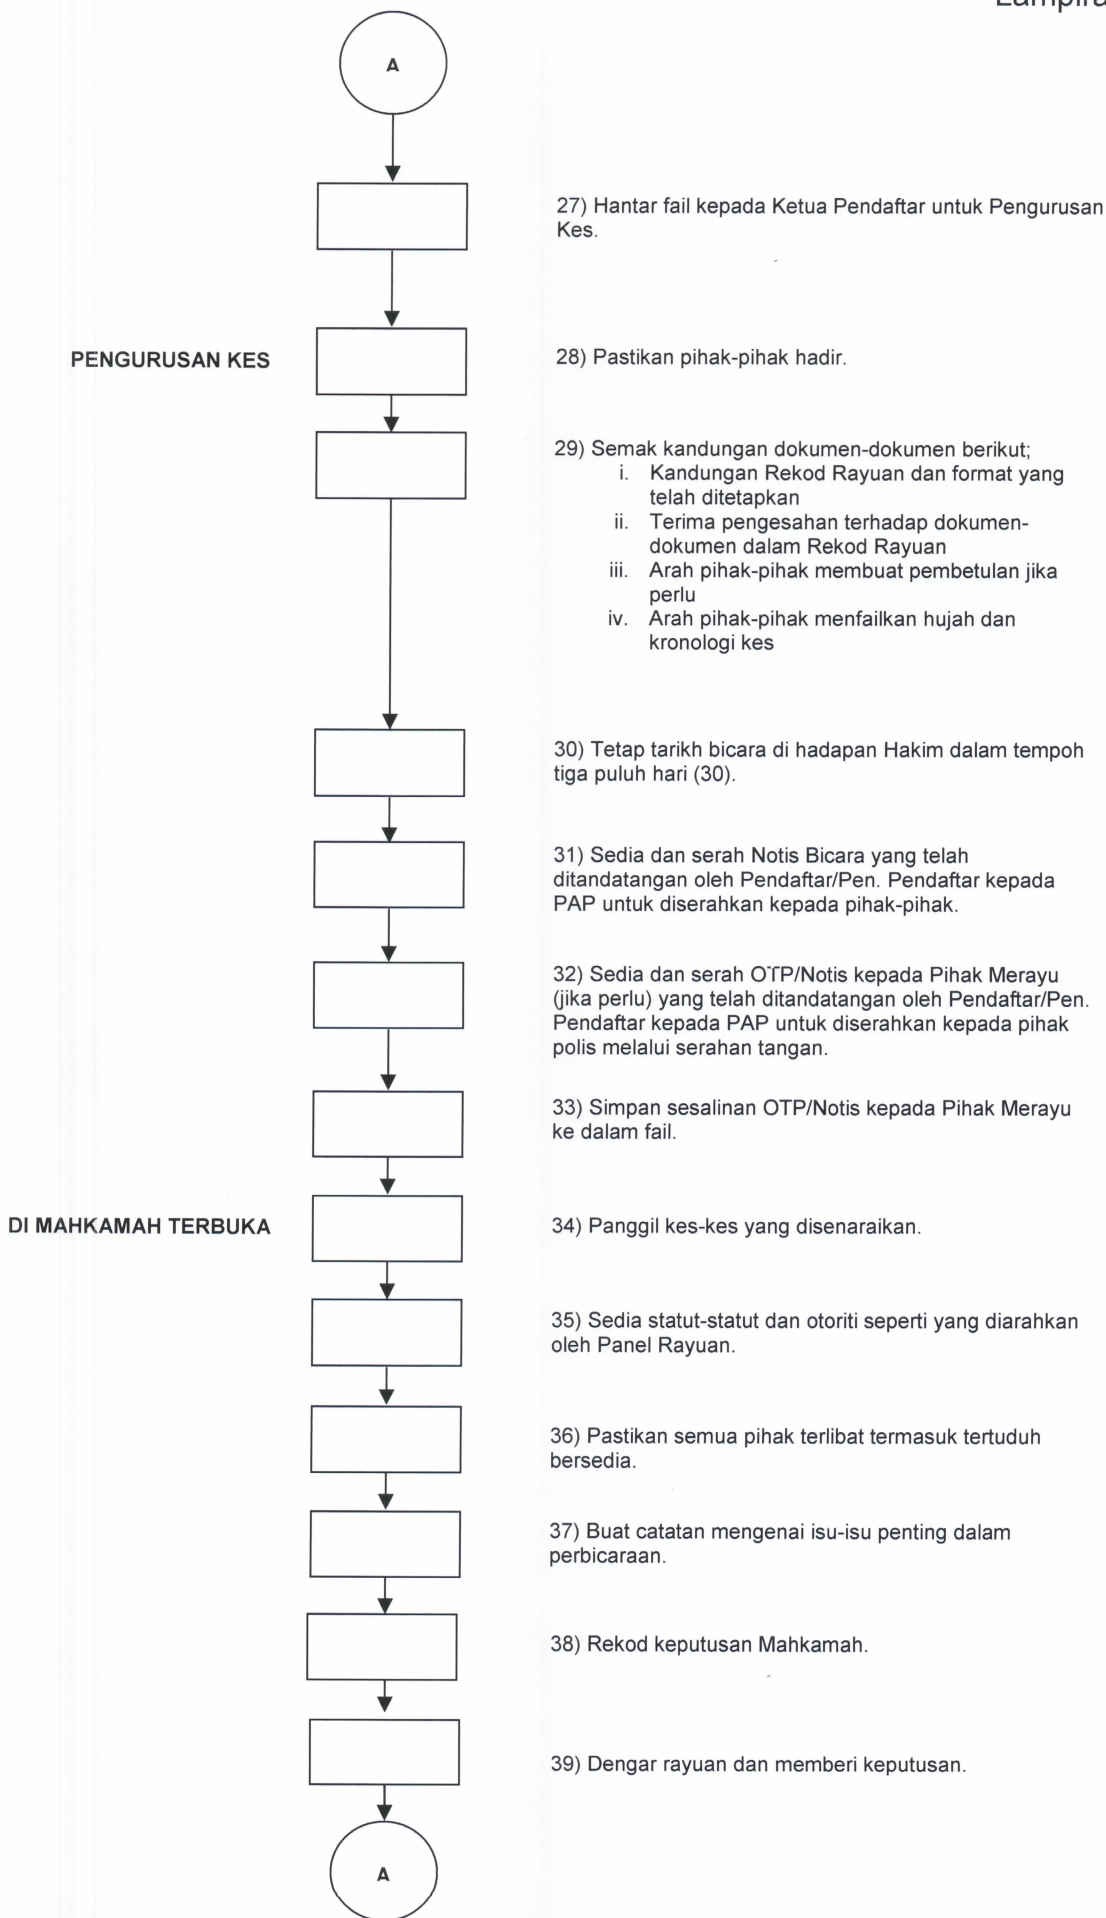 A
27) Hantar fail kepada Ketua Pendaftar untuk Pengurusan
Kes.
PENGURUSAN KES
28) Pastikan pihak-pihak hadir.
29) Semak kandungan dokumen-dokumen berikut;
i. Kandungan Rekod Rayuan dan format yang
telah ditetapkan
ii. Terima pengesahan terhadap dokumen-
dokumen dalam Rekod Rayuan
iii. Arah pihak-pihak membuat pembetulan jika
perlu
iv. Arah pihak-pihak menfailkan hujah dan
kronologi kes
30) Tetap tarikh bicara di hadapan Hakim dalam tempoh
tiga puluh hari (30).
31) Sedia dan serah Notis Bicara yang telah
ditandatangan oleh Pendaftar/Pen. Pendaftar kepada
PAP untuk diserahkan kepada pihak-pihak.
32) Sedia dan serah OTP/Notis kepada Pihak Merayu
(jika perlu) yang telah ditandatangan oleh Pendaftar/Pen.
Pendaftar kepada PAP untuk diserahkan kepada pihak
polis melalui serahan tangan.
33) Simpan sesalinan OTP/Notis kepada Pihak Merayu
ke dalam fail.
DI MAHKAMAH TERBUKA
34) Panggil kes-kes yang disenaraikan.
35) Sedia statut-statut dan otoriti seperti yang diarahkan
oleh Panel Rayuan.
36) Pastikan semua pihak terlibat termasuk tertuduh
bersedia.
37) Buat catatan mengenai isu-isu penting dalam
perbicaraan.
38) Rekod keputusan Mahkamah.
39) Dengar rayuan dan memberi keputusan.
A